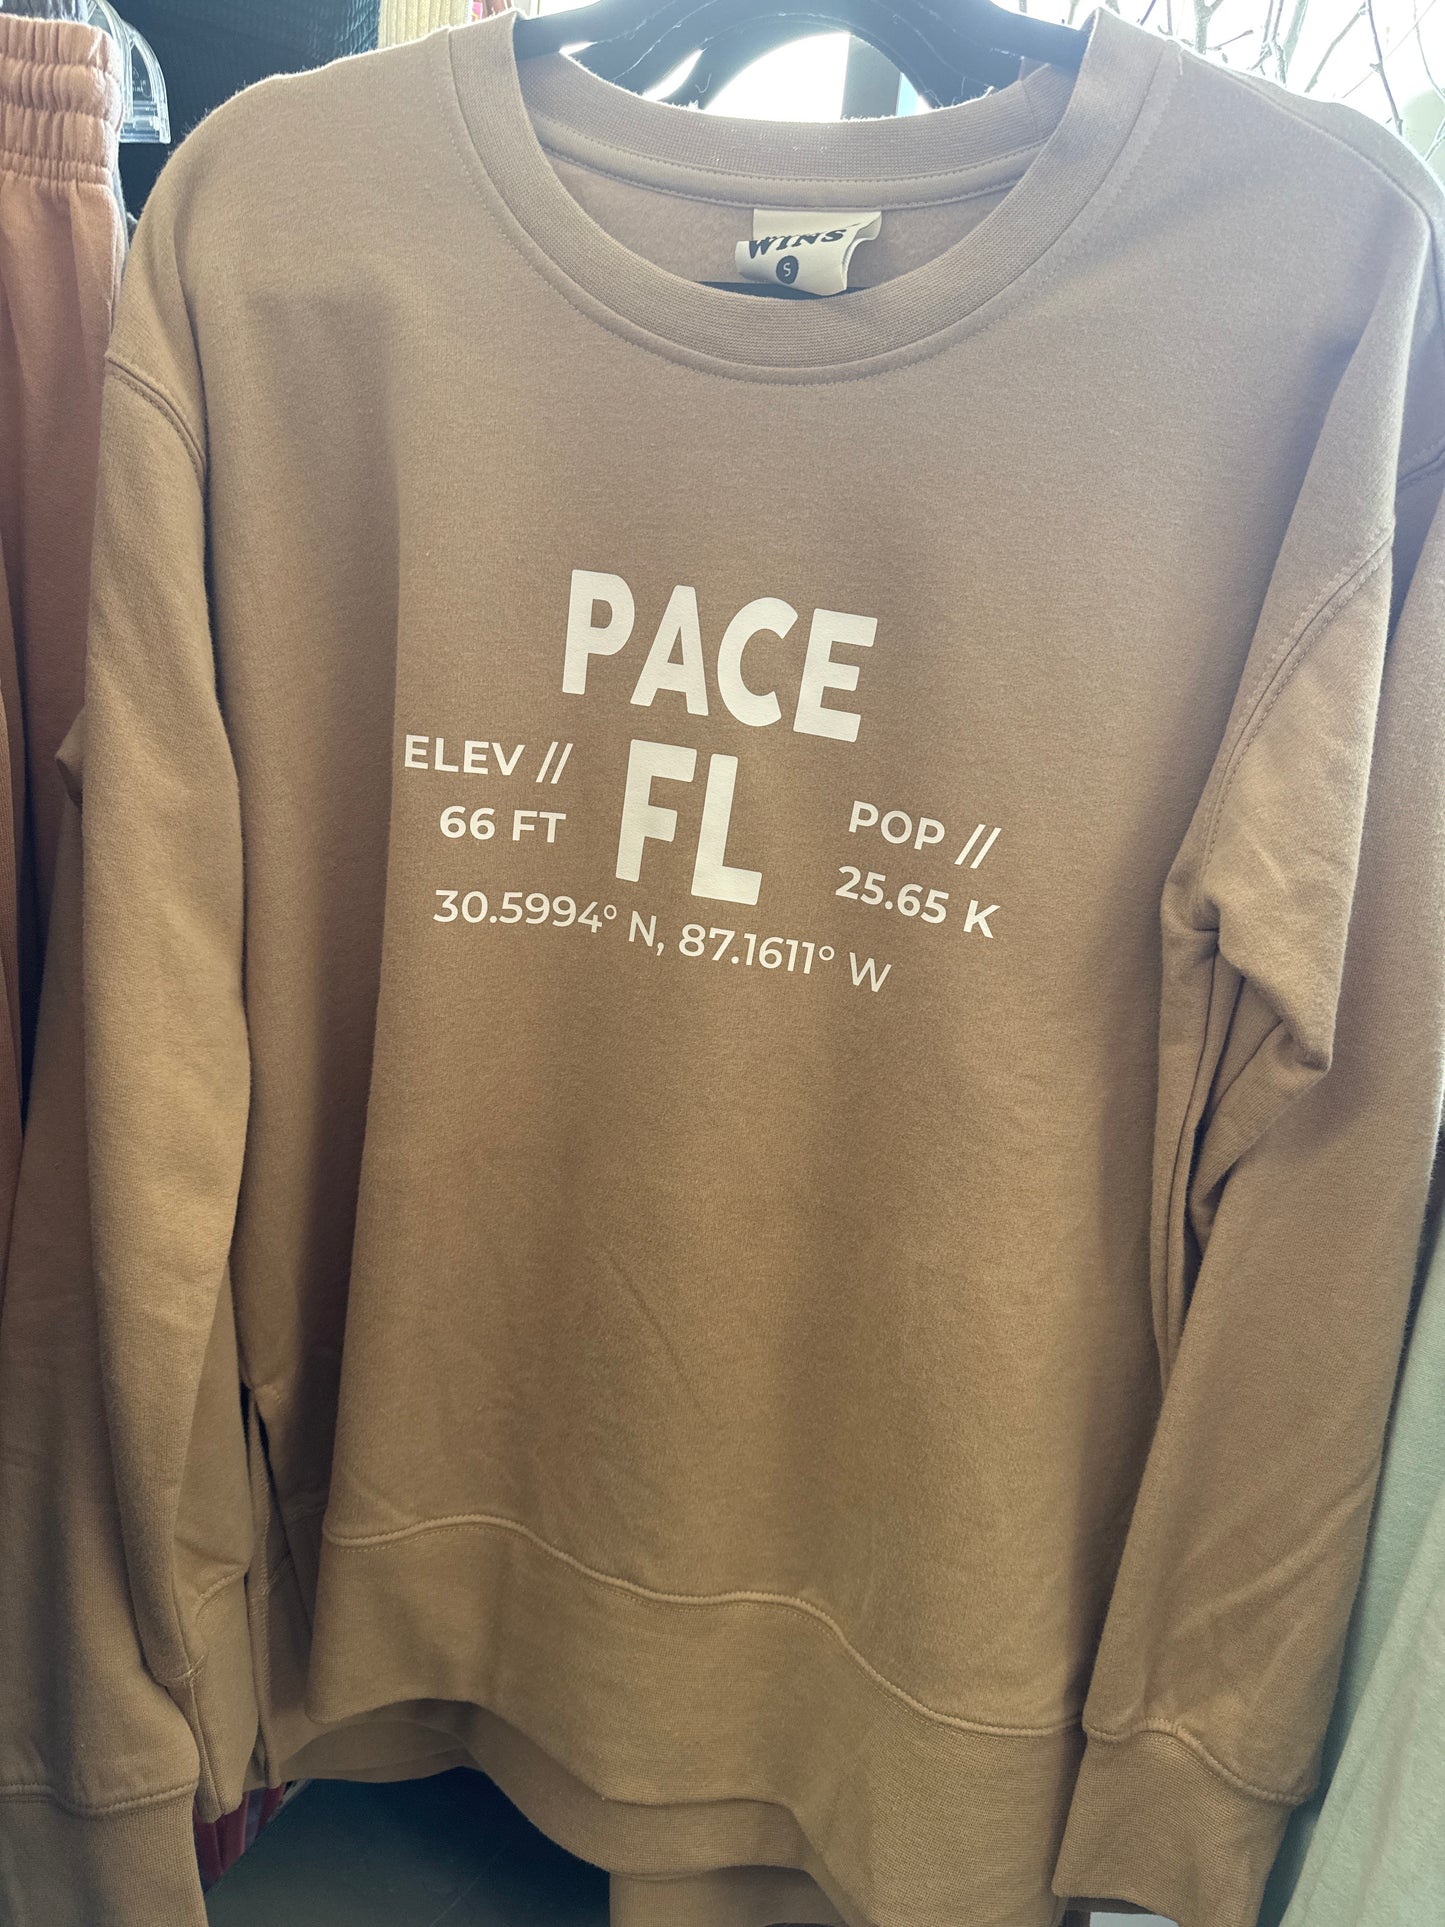 WINS
S
PACE
FL
ELEV //
66 FT
POP //
25.65 K
30.5994° N, 87.1611° W